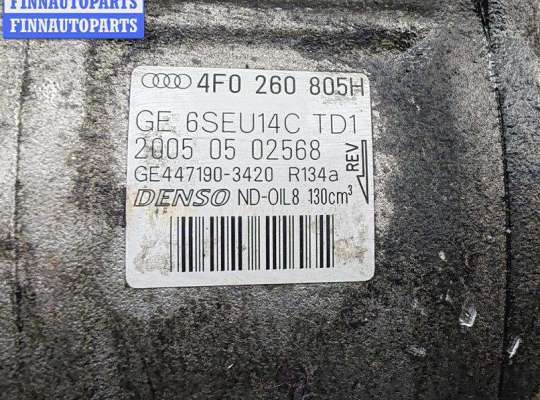 FINNAUTOPARTS
FINNAUTOPARTS
4F0 260 805H
GE 6SEU14C TD1
2005 05 02568
GE447190-3420 R134a
DENSO ND-OIL8 130cm³
REV